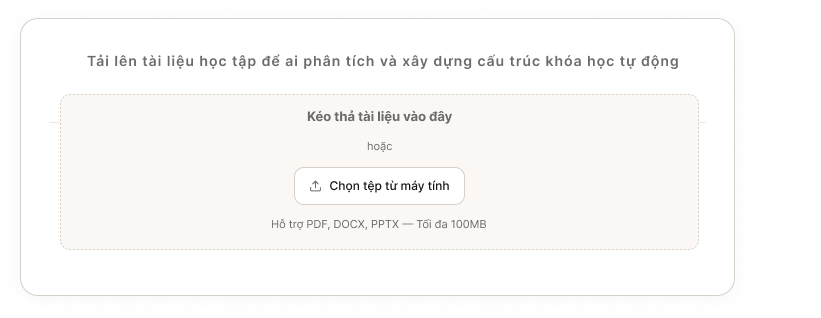 Tải lên tài liệu học tập để ai phân tích và xây dựng cấu trúc khóa học tự động
Kéo thả tài liệu vào đây
hoặc
Chọn tệp từ máy tính
Hỗ trợ PDF, DOCX, PPTX — Tối đa 100MB